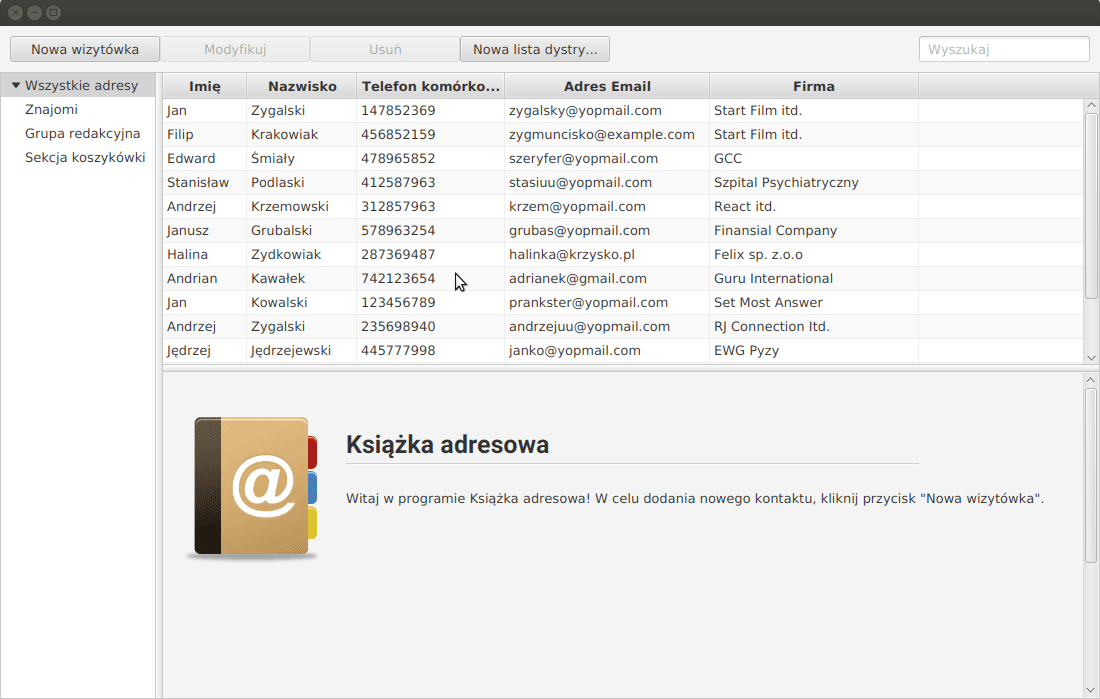 Nowa wizytówka Modyfikuj Usuń Nowa lista dystry... Wyszukaj
Wszystkie adresy
Znajomi
Grupa redakcyjna
Sekcja koszykówki
Imię Nazwisko Telefon komórko... Adres Email Firma
Jan Zygalski 147852369 zygalsky@yopmail.com Start Film itd.
Filip Krakowiak 456852159 zygmuncisko@example.com Start Film itd.
Edward Śmiały 478965852 szeryfer@yopmail.com GCC
Stanisław Podlaski 412587963 stasiuu@yopmail.com Szpital Psychiatryczny
Andrzej Krzemowski 312857963 krzem@yopmail.com React itd.
Janusz Grubalski 578963254 grubas@yopmail.com Finansial Company
Halina Zydkowiak 287369487 halinka@krzysko.pl Felix sp. z.o.o
Andrian Kawałek 742123654 adrianek@gmail.com Guru International
Jan Kowalski 123456789 prankster@yopmail.com Set Most Answer
Andrzej Zygalski 235698940 andrzejuu@yopmail.com RJ Connection ltd.
Jędrzej Jędrzejewski 445777998 janko@yopmail.com EWG Pyzy
@
Książka adresowa
Witaj w programie Książka adresowa! W celu dodania nowego kontaktu, kliknij przycisk "Nowa wizytówka".